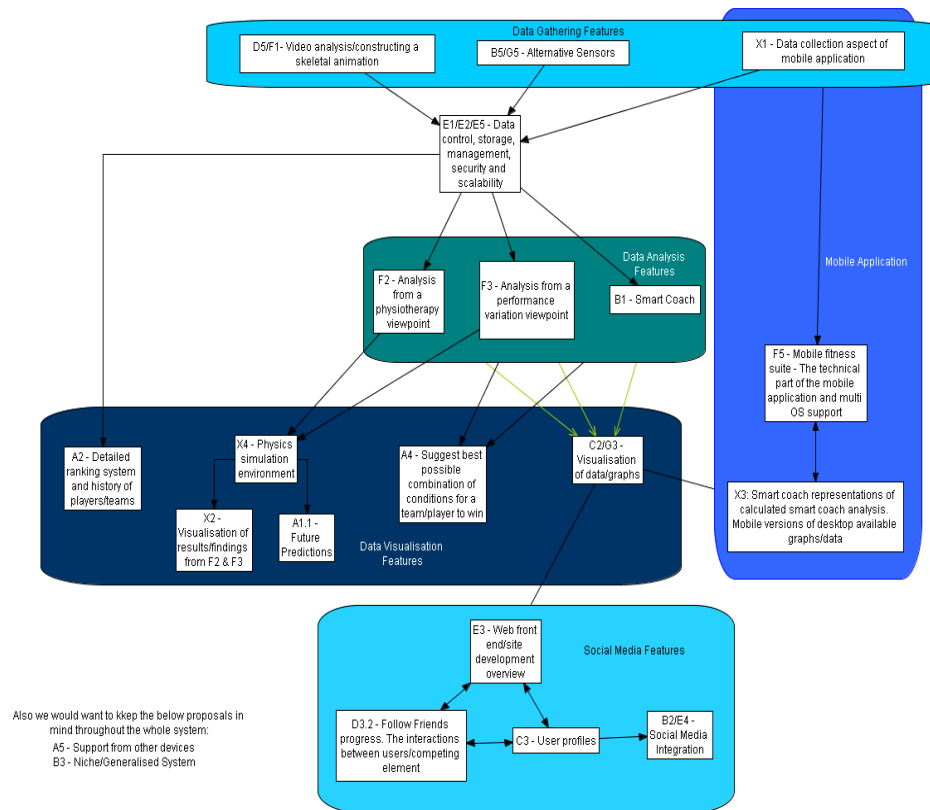 Data Gathering Features
D5/F1- Video analysis/constructing a
skeletal animation
B5/G5 - Alternative Sensors
X1 - Data collection aspect of
mobile application
E1/E2/E5 - Data
control, storage,
management,
security and
scalability
Data Analysis
Features
F2 - Analysis
from a
physiotherapy
viewpoint
F3 - Analysis from a
performance
variation viewpoint
B1 - Smart Coach
Mobile Application
F5 - Mobile fitness
suite - The technical
part of the mobile
application and multi
OS support
A2 - Detailed
ranking system
and history of
players/teams
X4 - Physics
simulation
environment
A4 - Suggest best
possible
combination of
conditions for a
team/player to win
C2/G3 -
Visualisation
of data/graphs
X2 -
Visualisation of
results/findings
from F2 & F3
A1.1 -
Future
Predictions
Data Visualisation
Features
X3: Smart coach representations of
calculated smart coach analysis.
Mobile versions of desktop available
graphs/data
E3 - Web front
end/site
development
overview
Social Media Features
D3.2 - Follow Friends
progress. The interactions
between users/competing
element
C3 - User profiles
B2/E4 -
Social Media
Integration
Also we would want to kkep the below proposals in
mind throughout the whole system:
A5 - Support from other devices
B3 - Niche/Generalised System